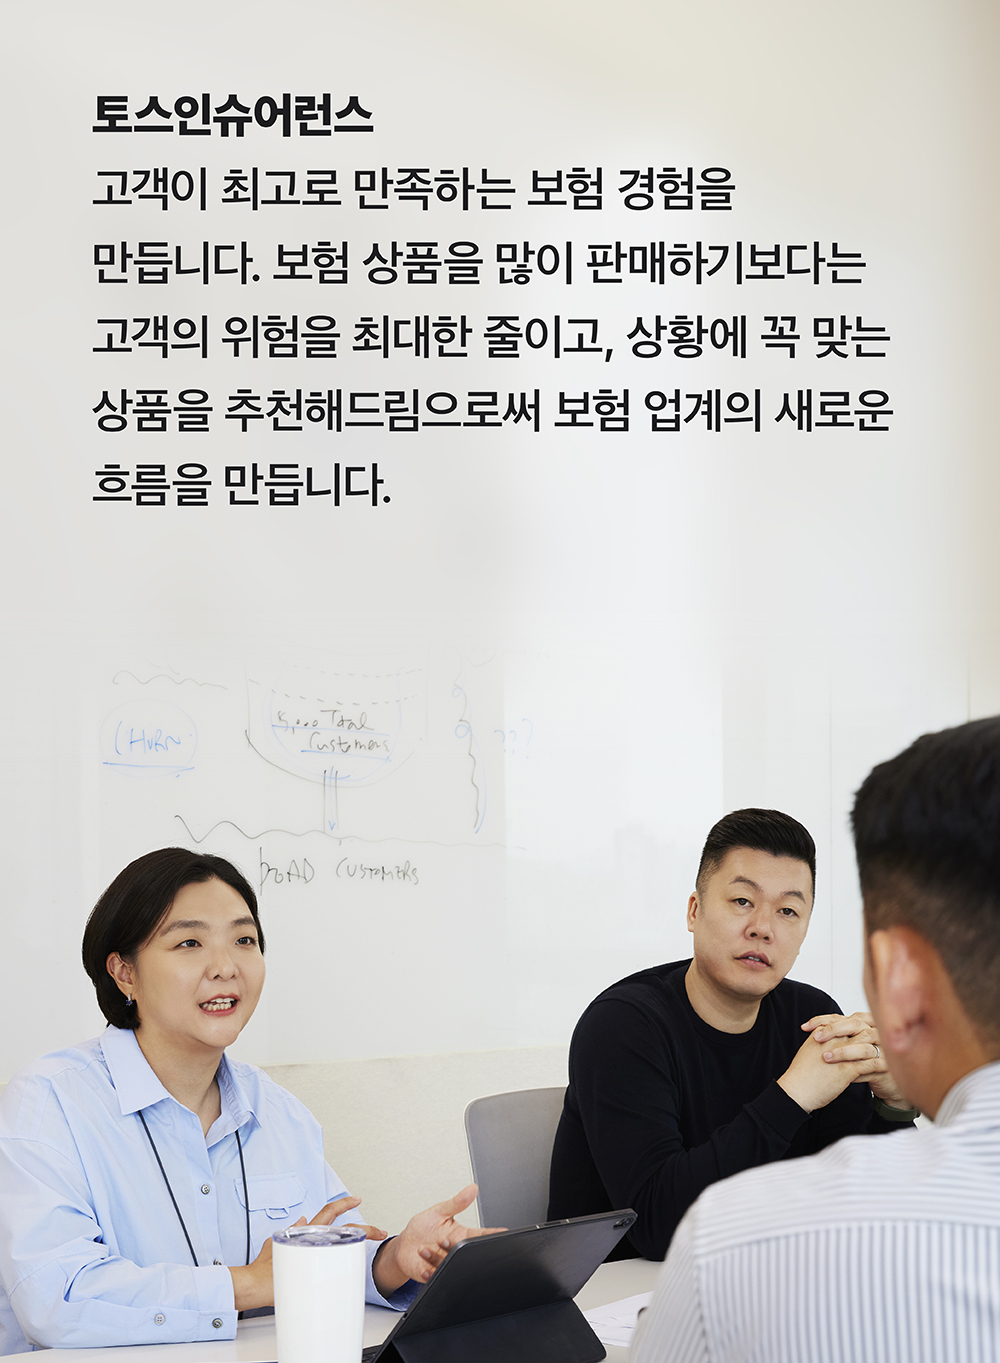 토스인슈어런스
고객이 최고로 만족하는 보험 경험을
만듭니다. 보험 상품을 많이 판매하기보다는
고객의 위험을 최대한 줄이고, 상황에 꼭 맞는
상품을 추천해드림으로써 보험 업계의 새로운
흐름을 만듭니다.
Total
CHURN
Customers
???
CUSTOMERS